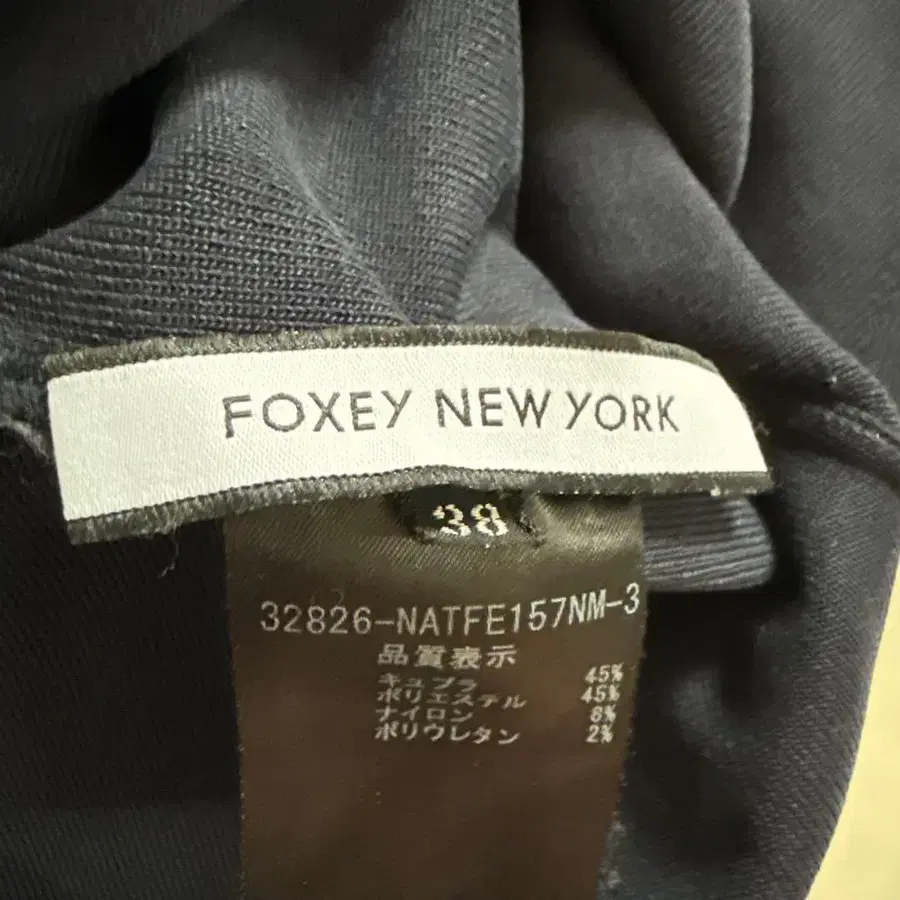 FOXEY NEW YORK
38
32826-NATFE157NM-3
品質表示
キュプラ 45%
ポリエステル 45%
ナイロン 8%
ポリウレタン 2%